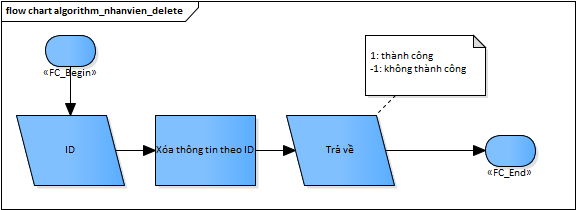 flow chart algorithm_nhanvien_delete
1: thành công
-1: không thành công
«FC_Begin»
ID
Xóa thông tin theo ID
Trả về
«FC_End»